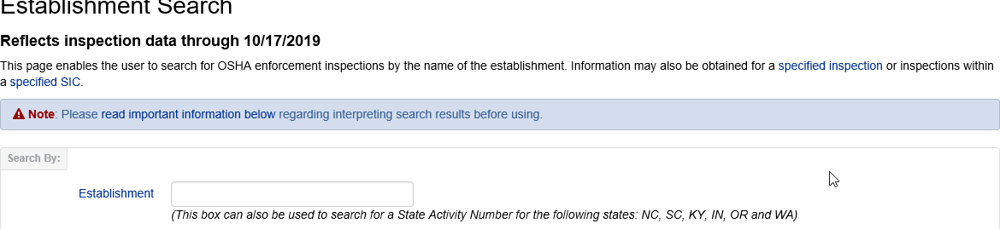 Establishment Search
Reflects inspection data through 10/17/2019
This page enables the user to search for OSHA enforcement inspections by the name of the establishment. Information may also be obtained for a specified inspection or inspections within
a specified SIC.
Note: Please read important information below regarding interpreting search results before using.
Search By:
Establishment
(This box can also be used to search for a State Activity Number for the following states: NC, SC, KY, IN, OR and WA)